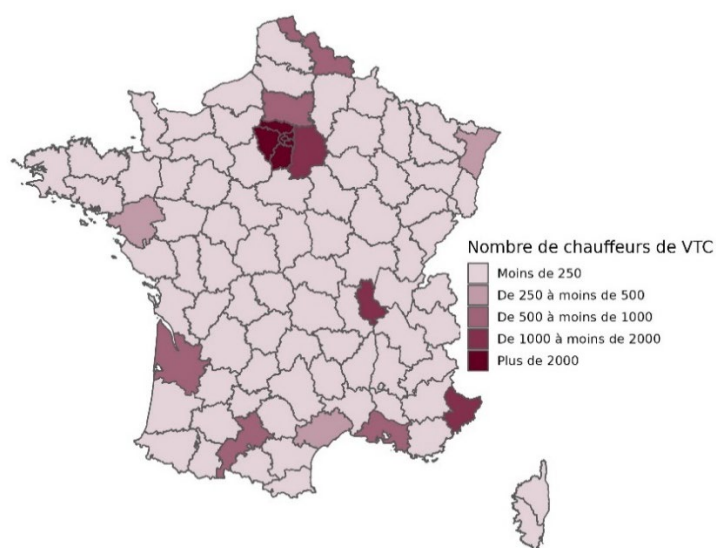 Nombre de chauffeurs de VTC
Moins de 250
De 250 à moins de 500
De 500 à moins de 1000
De 1000 à moins de 2000
Plus de 2000